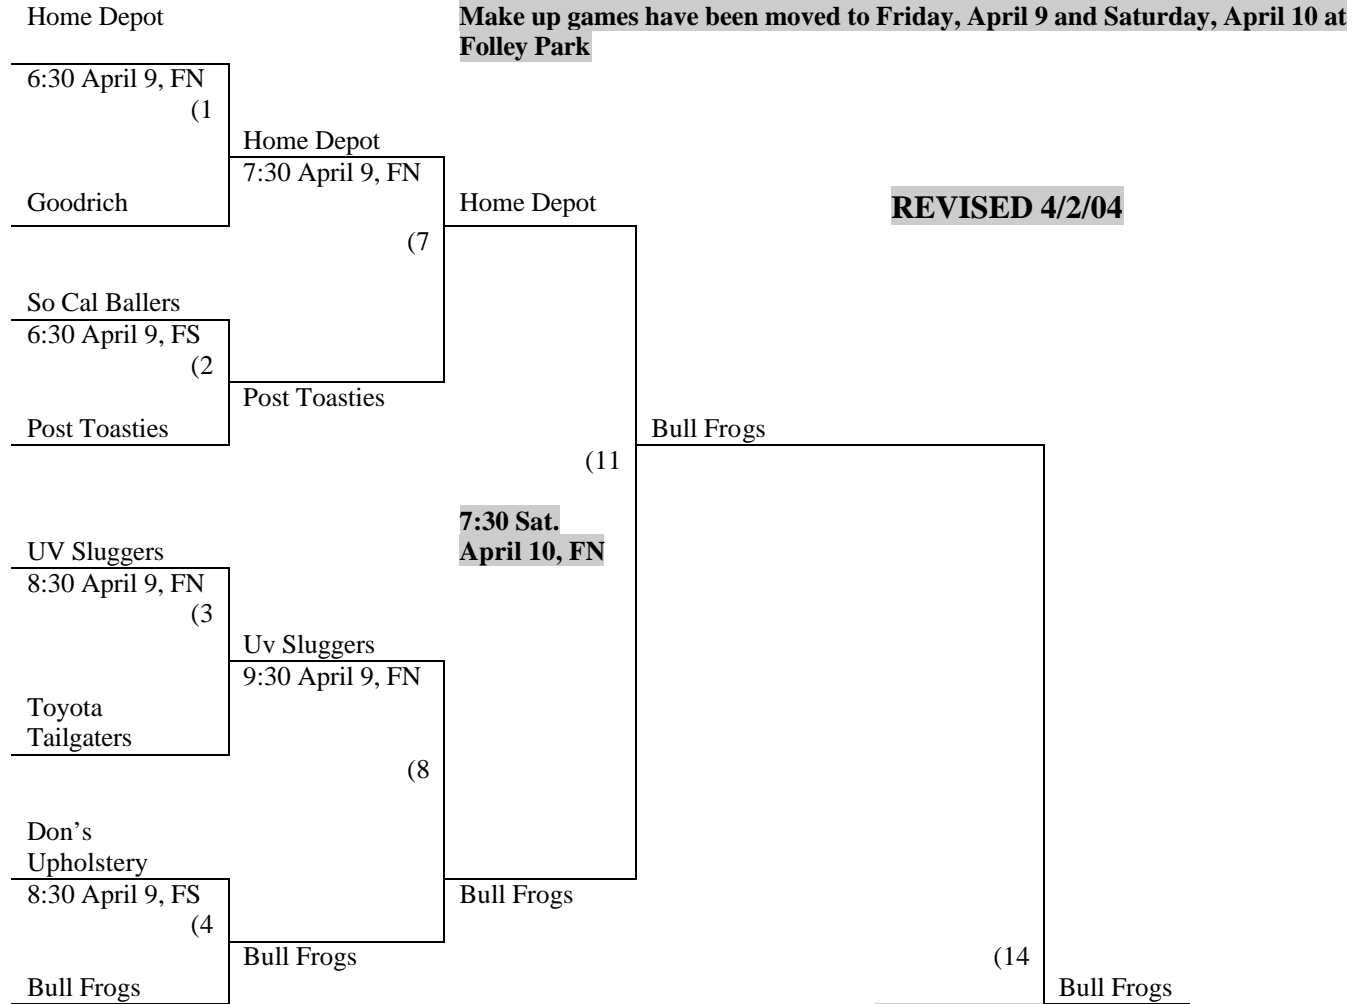 Home Depot
Make up games have been moved to Friday, April 9 and Saturday, April 10 at
Folley Park
6:30 April 9, FN
(1
Home Depot
7:30 April 9, FN
Goodrich
Home Depot
REVISED 4/2/04
(7
So Cal Ballers
6:30 April 9, FS
(2
Post Toasties
Post Toasties
Bull Frogs
(11
7:30 Sat.
April 10, FN
UV Sluggers
8:30 April 9, FN
(3
Uv Sluggers
9:30 April 9, FN
Toyota
Tailgaters
(8
Don's
Upholstery
8:30 April 9, FS
Bull Frogs
(4
Bull Frogs
(14
Bull Frogs
Bull Frogs